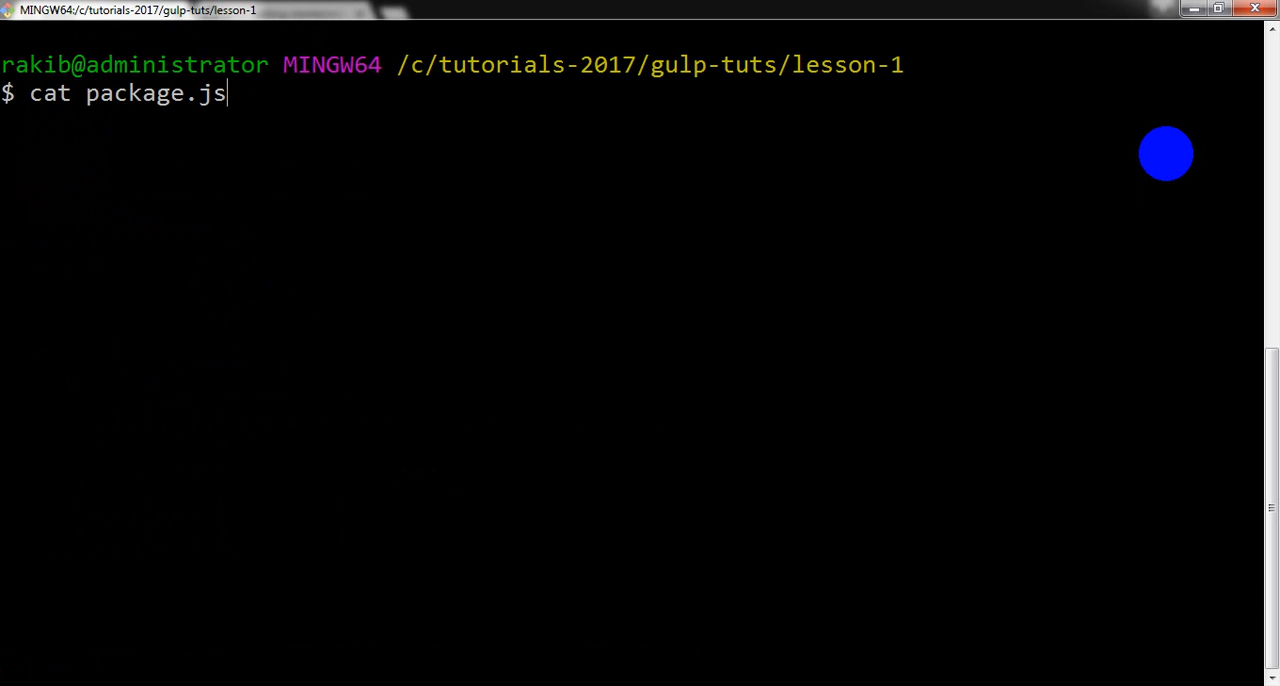 MINGW64:/c/tutorials-2017/gulp-tuts/lesson-1
rakib@administrator MINGW64 /c/tutorials-2017/gulp-tuts/lesson-1
$ cat package.js